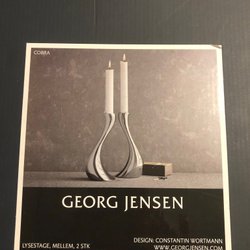 COBRA
GEORG JENSEN
LYSESTAGE, MELLEM, 2 STK
DESIGN: CONSTANTIN WORTMANN
WWW.GEORGJENSEN.COM